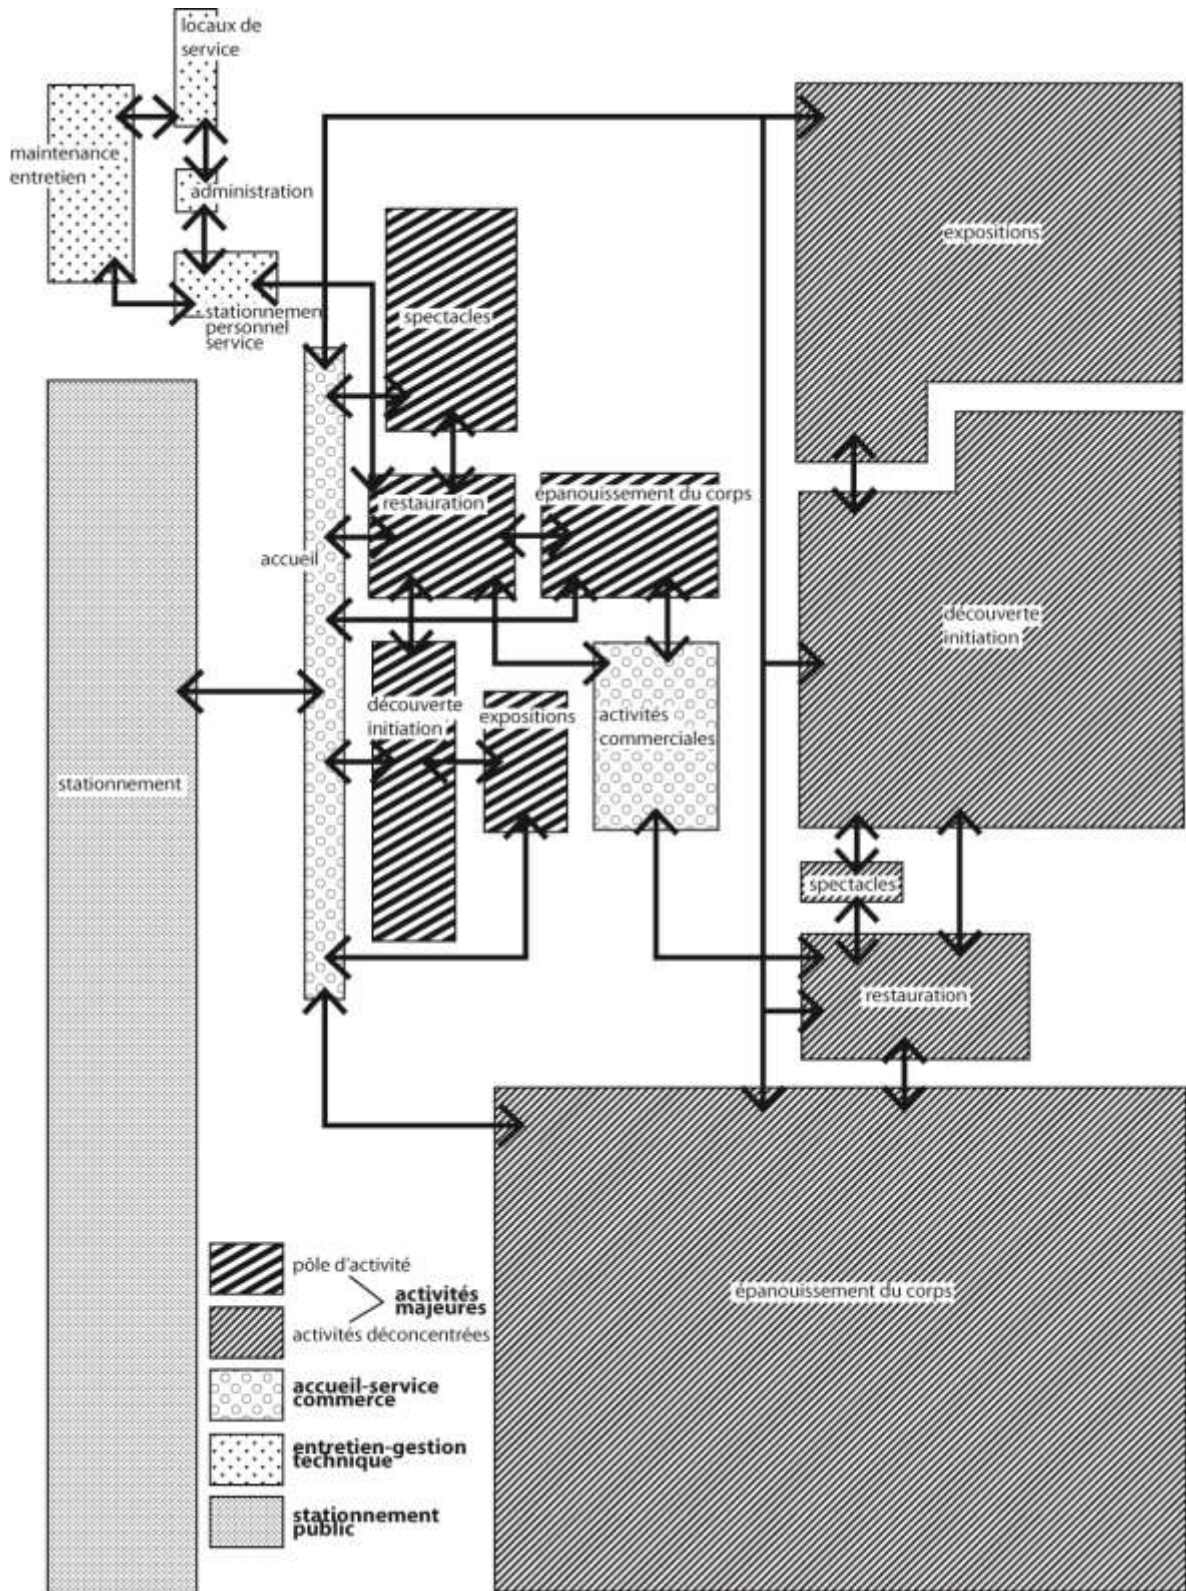 locaux de
service
maintenance
entretien
administration
stationnemen
personnel
service
spectacles
expositions
restauration
épanouissement du corps
accueil
découverte
initiation
découverte
initiation
expositions
activités
commerciales
stationnement
spectacles
restauration
épanouissement du corps
pôle d'activité
activités
majeures
activités déconcentrées
accueil-service
commerce
entretien-gestion
technique
stationnement
public